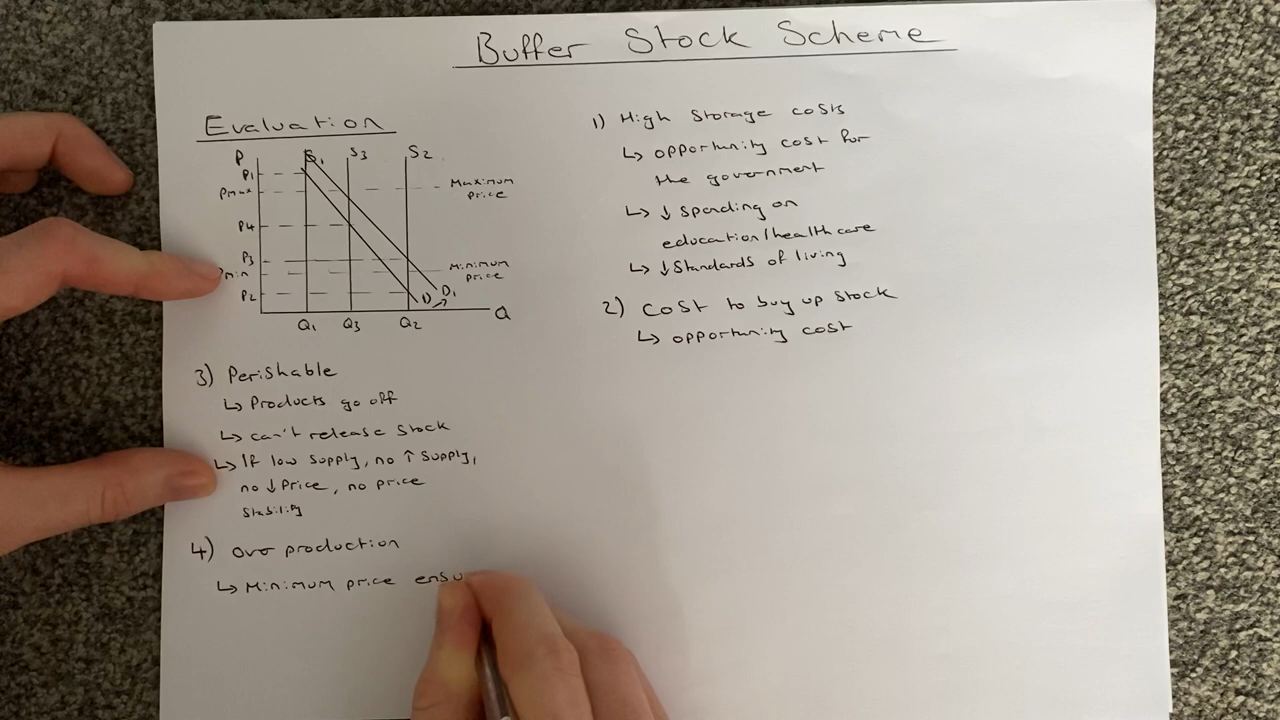 Buffer Stock Scheme
Evaluation
P
S1
S3
S2
P1
Pmax
Maximum
price
P4
P3
Pmin
Minimum
price
P2
D
D1
Q1
Q3
Q2
Q
1) High storage costs
↳ opportunity cost for
the government
↳ ↓ spending on
education/healthcare
↳ ↓ standards of living
2) Cost to buy up stock
↳ opportunity cost
3) Perishable
↳ Products go off
↳ can't release stock
↳ If low supply, no ↑ supply,
no ↓ Price, no price
stability
4) Over production
↳ Minimum price ensu